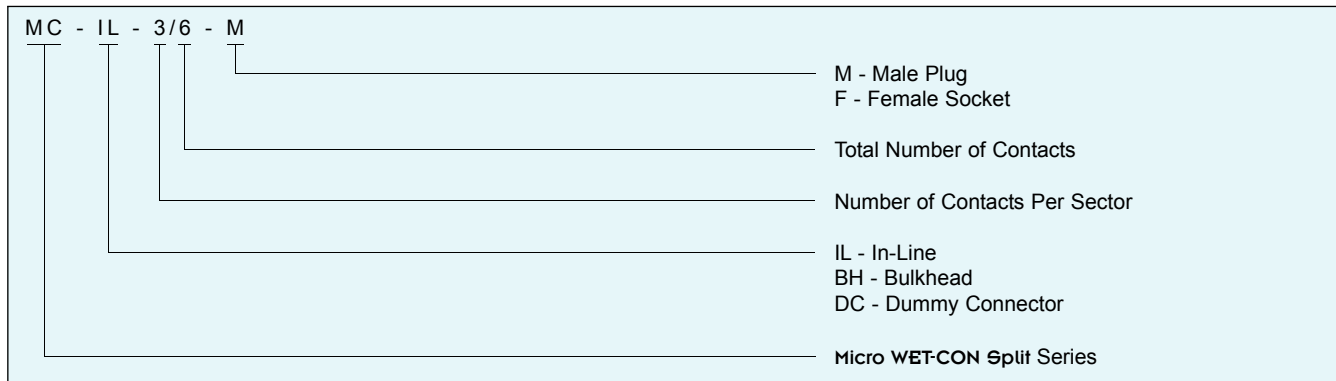 MC - IL - 3/6 - M
M - Male Plug
F - Female Socket
Total Number of Contacts
Number of Contacts Per Sector
IL - In-Line
BH - Bulkhead
DC - Dummy Connector
Micro WET-CON Split Series